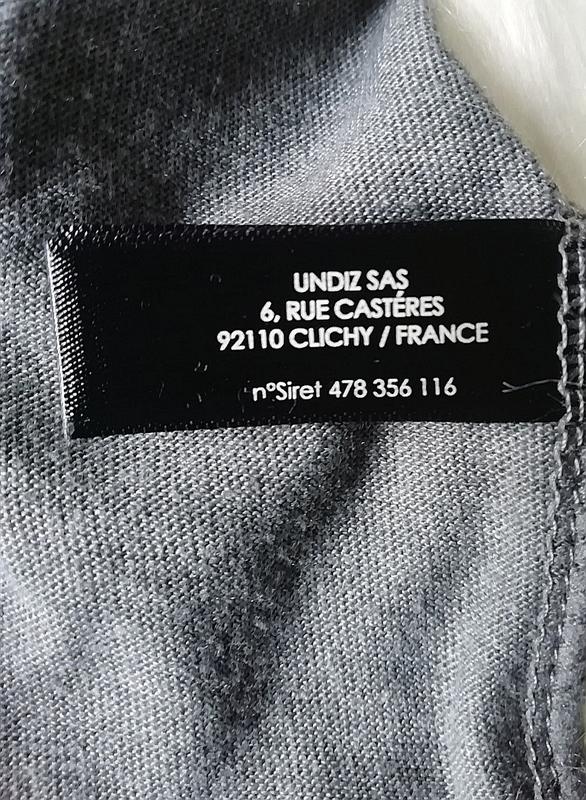 UNDIZ SAS
6, RUE CASTÉRES
92110 CLICHY / FRANCE
n°Siret 478 356 116